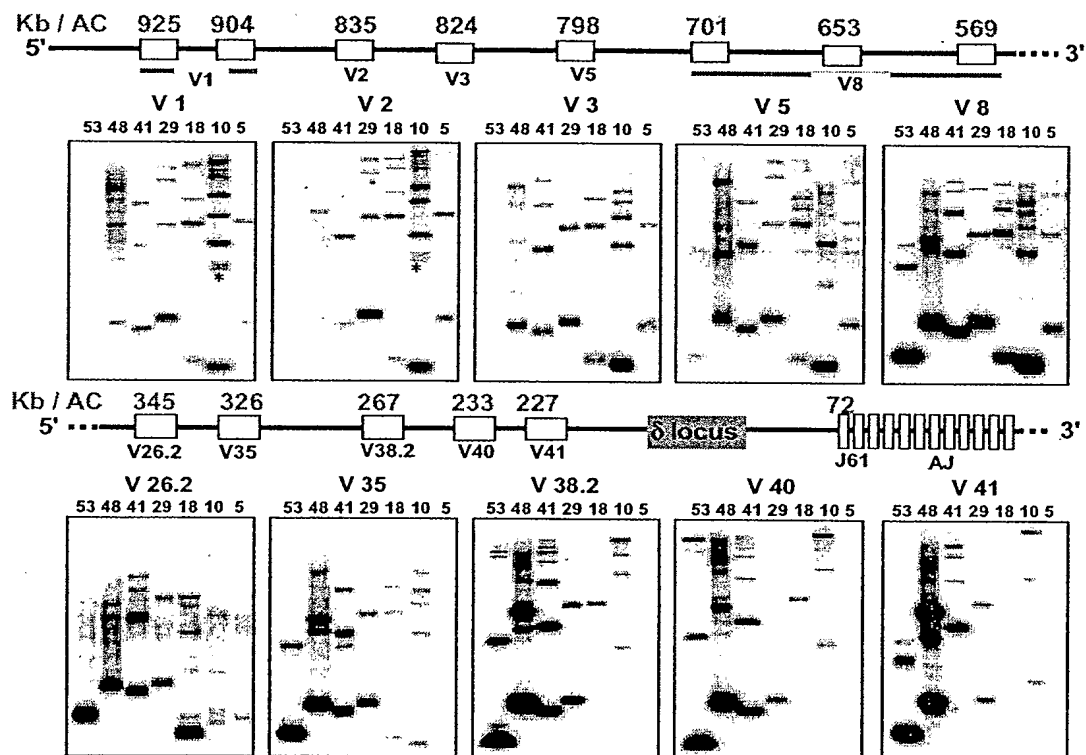 Kb / AC 925 904 835 824 798 701 653 569
5' 3'
V1 V2 V3 V5 V8
V 1 V 2 V 3 V 5 V 8
53 48 41 29 18 10 5 53 48 41 29 18 10 5 53 48 41 29 18 10 5 53 48 41 29 18 10 5 53 48 41 29 18 10 5
* *
Kb / AC 345 326 267 233 227 72
5' δ locus 3'
V26.2 V35 V38.2 V40 V41 J61 AJ
V 26.2 V 35 V 38.2 V 40 V 41
53 48 41 29 18 10 5 53 48 41 29 18 10 5 53 48 41 29 18 10 5 53 48 41 29 18 10 5 53 48 41 29 18 10 5